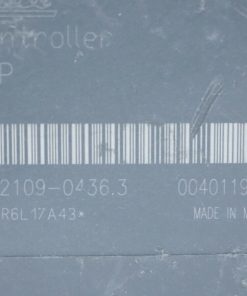 ntroller
P
2109-0436.3 0040119
R6L17A43* MADE IN